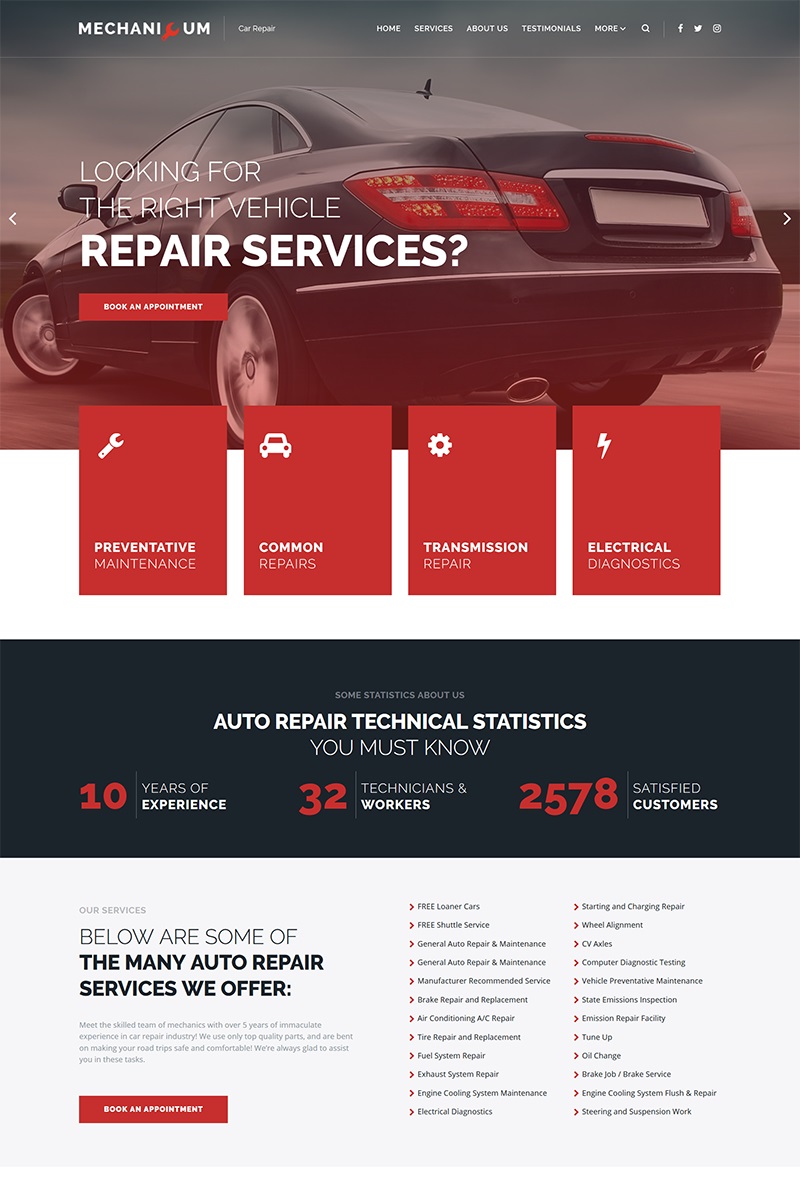 MECHANICUM
Car Repair
HOME SERVICES ABOUT US TESTIMONIALS MORE
LOOKING FOR
THE RIGHT VEHICLE
REPAIR SERVICES?
BOOK AN APPOINTMENT
PREVENTATIVE
MAINTENANCE
COMMON
REPAIRS
TRANSMISSION
REPAIR
ELECTRICAL
DIAGNOSTICS
SOME STATISTICS ABOUT US
AUTO REPAIR TECHNICAL STATISTICS
YOU MUST KNOW
10
YEARS OF
EXPERIENCE
32
TECHNICIANS &
WORKERS
2578
SATISFIED
CUSTOMERS
OUR SERVICES
BELOW ARE SOME OF
THE MANY AUTO REPAIR
SERVICES WE OFFER:
Meet the skilled team of mechanics with over 5 years of immaculate
experience in car repair industry! We use only top quality parts, and are bent
on making your road trips safe and comfortable! We're always glad to assist
you in these tasks.
BOOK AN APPOINTMENT
FREE Loaner Cars
FREE Shuttle Service
General Auto Repair & Maintenance
General Auto Repair & Maintenance
Manufacturer Recommended Service
Brake Repair and Replacement
Air Conditioning A/C Repair
Tire Repair and Replacement
Fuel System Repair
Exhaust System Repair
Engine Cooling System Maintenance
Electrical Diagnostics
Starting and Charging Repair
Wheel Alignment
CV Axles
Computer Diagnostic Testing
Vehicle Preventative Maintenance
State Emissions Inspection
Emission Repair Facility
Tune Up
Oil Change
Brake Job / Brake Service
Engine Cooling System Flush & Repair
Steering and Suspension Work